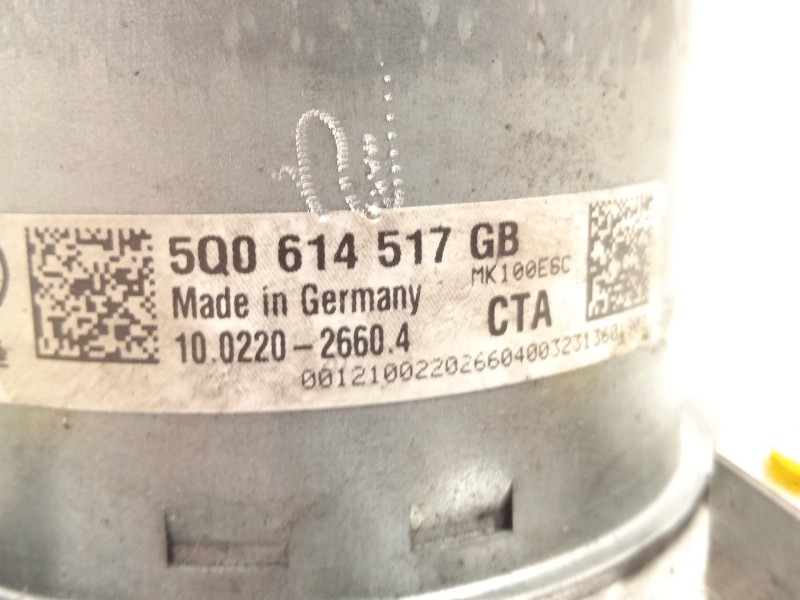 5Q0 614 517 GB
MK100ESC
Made in Germany
CTA
10.0220-2660.4